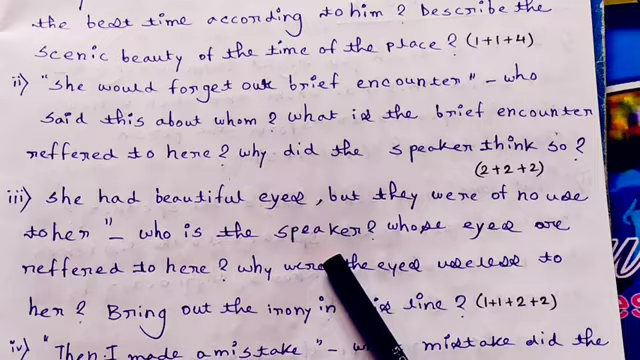 the best time according to him? Describe the
scenic beauty of the time of the place? (1+1+4)
ii) "She would forget our brief encounter" – who
said this about whom? what is the brief encounter
reffered to here? why did the speaker think so?
(2+2+2)
iii) She had beautiful eyes, but they were of no use
to her" – who is the speaker? whose eyes are
reffered to here? why were the eyes useless to
her? Bring out the irony in line? (1+1+2+2)
iv) "Then I made a mistake" – mistake did the